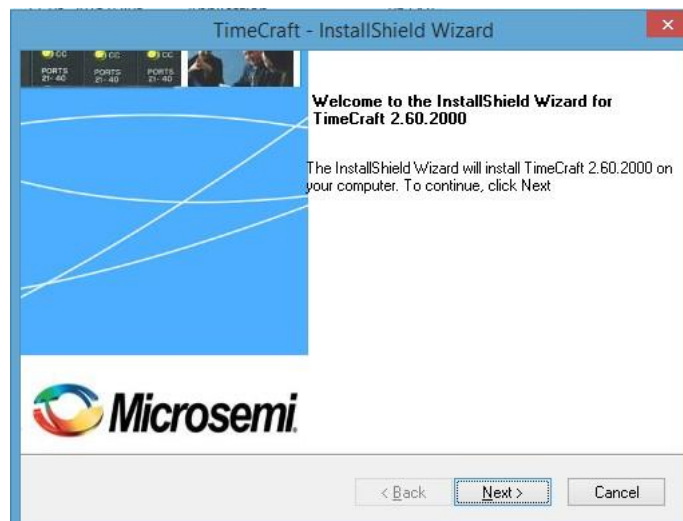 TimeCraft - InstallShield Wizard
CC CC CC
PORTS PORTS PORTS
21-40 21-40 21-40
Welcome to the InstallShield Wizard for
TimeCraft 2.60.2000
The InstallShield Wizard will install TimeCraft 2.60.2000 on
your computer. To continue, click Next
Microsemi.
< Back Next > Cancel